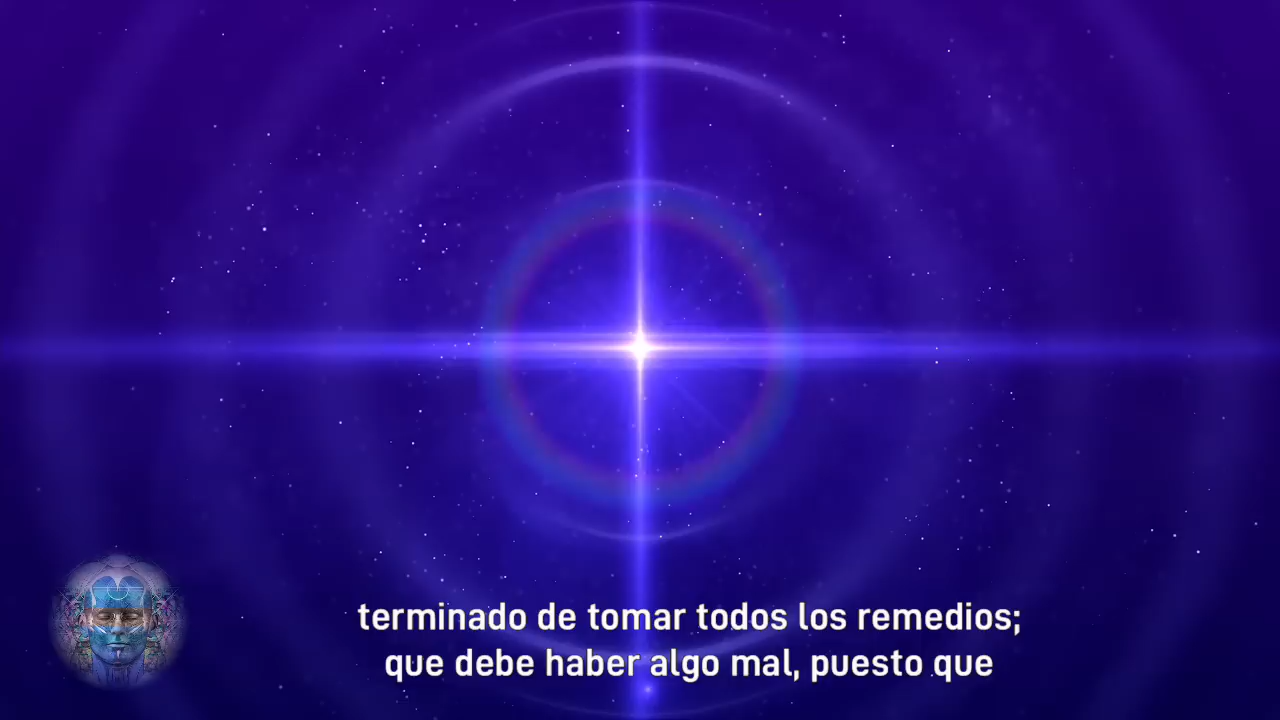 terminado de tomar todos los remedios;
que debe haber algo mal, puesto que